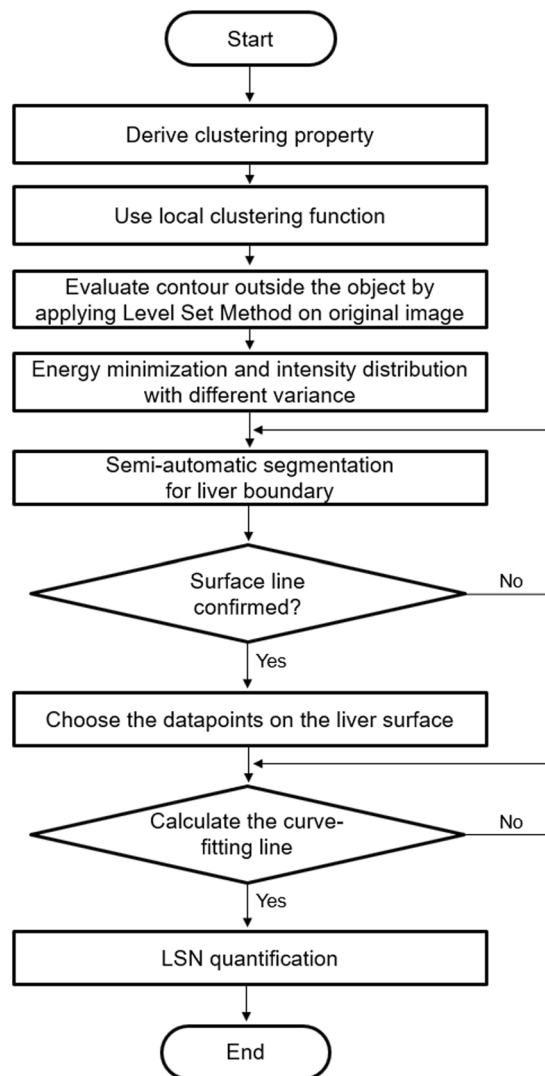 Start
Derive clustering property
Use local clustering function
Evaluate contour outside the object by
applying Level Set Method on original image
Energy minimization and intensity distribution
with different variance
Semi-automatic segmentation
for liver boundary
Surface line
confirmed?
No
Yes
Choose the datapoints on the liver surface
Calculate the curve-
fitting line
No
Yes
LSN quantification
End